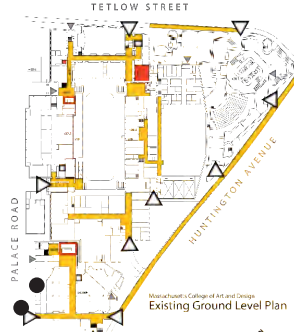 TETLOW STREET
HUNTINGTON AVENUE
PALACE ROAD
Massachusetts College of Art and Design
Existing Ground Level Plan